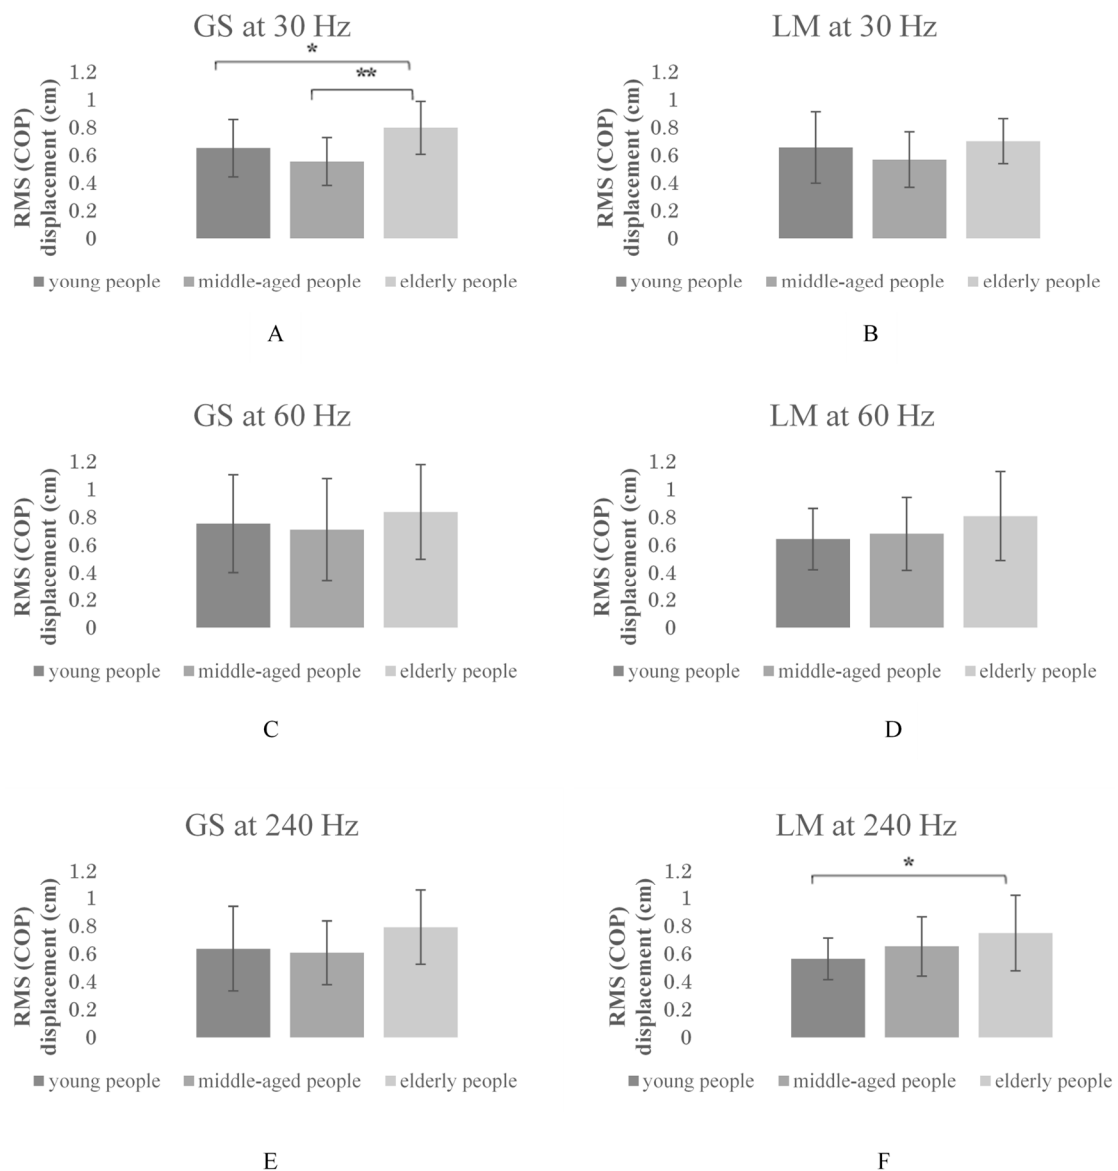 GS at 30 Hz
*
**
RMS (COP)
displacement (cm)
1.2
1
0.8
0.6
0.4
0.2
0
young people middle-aged people elderly people
A
LM at 30 Hz
RMS (COP)
displacement (cm)
1.2
1
0.8
0.6
0.4
0.2
0
young people middle-aged people elderly people
B
GS at 60 Hz
RMS (COP)
displacement (cm)
1.2
1
0.8
0.6
0.4
0.2
0
young people middle-aged people elderly people
C
LM at 60 Hz
RMS (COP)
displacement (cm)
1.2
1
0.8
0.6
0.4
0.2
0
young people middle-aged people elderly people
D
GS at 240 Hz
RMS (COP)
displacement (cm)
1.2
1
0.8
0.6
0.4
0.2
0
young people middle-aged people elderly people
E
LM at 240 Hz
*
RMS (COP)
displacement (cm)
1.2
1
0.8
0.6
0.4
0.2
0
young people middle-aged people elderly people
F